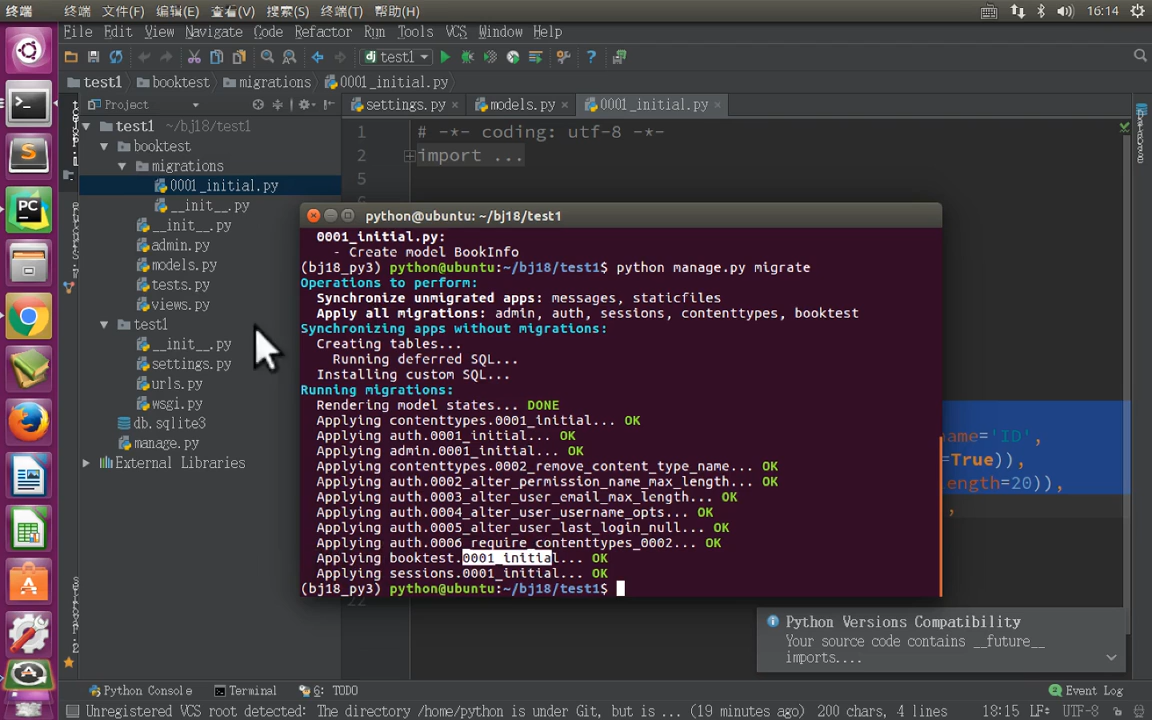 终端 终端 文件(F) 编辑(E) 查看(V) 搜索(S) 终端(T) 帮助(H) 16:14
File Edit View Navigate Code Refactor Run Tools VCS Window Help
test1
test1 booktest migrations 0001_initial.py
Project
settings.py models.py 0001_initial.py
test1 ~/bj18/test1
booktest
migrations
0001_initial.py
__init__.py
__init__.py
admin.py
models.py
tests.py
views.py
test1
__init__.py
settings.py
urls.py
wsgi.py
db.sqlite3
manage.py
External Libraries
1 # -*- coding: utf-8 -*-
2 import ...
5
python@ubuntu: ~/bj18/test1
0001_initial.py:
- Create model BookInfo
(bj18_py3) python@ubuntu:~/bj18/test1$ python manage.py migrate
Operations to perform:
Synchronize unmigrated apps: messages, staticfiles
Apply all migrations: admin, auth, sessions, contenttypes, booktest
Synchronizing apps without migrations:
Creating tables...
Running deferred SQL...
Installing custom SQL...
Running migrations:
Rendering model states... DONE
Applying contenttypes.0001_initial... OK
Applying auth.0001_initial... OK
Applying admin.0001_initial... OK
Applying contenttypes.0002_remove_content_type_name... OK
Applying auth.0002_alter_permission_name_max_length... OK
Applying auth.0003_alter_user_email_max_length... OK
Applying auth.0004_alter_user_username_opts... OK
Applying auth.0005_alter_user_last_login_null... OK
Applying auth.0006_require_contenttypes_0002... OK
Applying booktest.0001_initial... OK
Applying sessions.0001_initial... OK
(bj18_py3) python@ubuntu:~/bj18/test1$
ame='ID',
=True)),
ength=20)),
,
22
Python Versions Compatibility
Your source code contains __future__
imports....
Python Console Terminal 6: TODO Event Log
Unregistered VCS root detected: The directory /home/python is under Git, but is ... (19 minutes ago) 200 chars, 4 lines 18:15 LF UTF-8